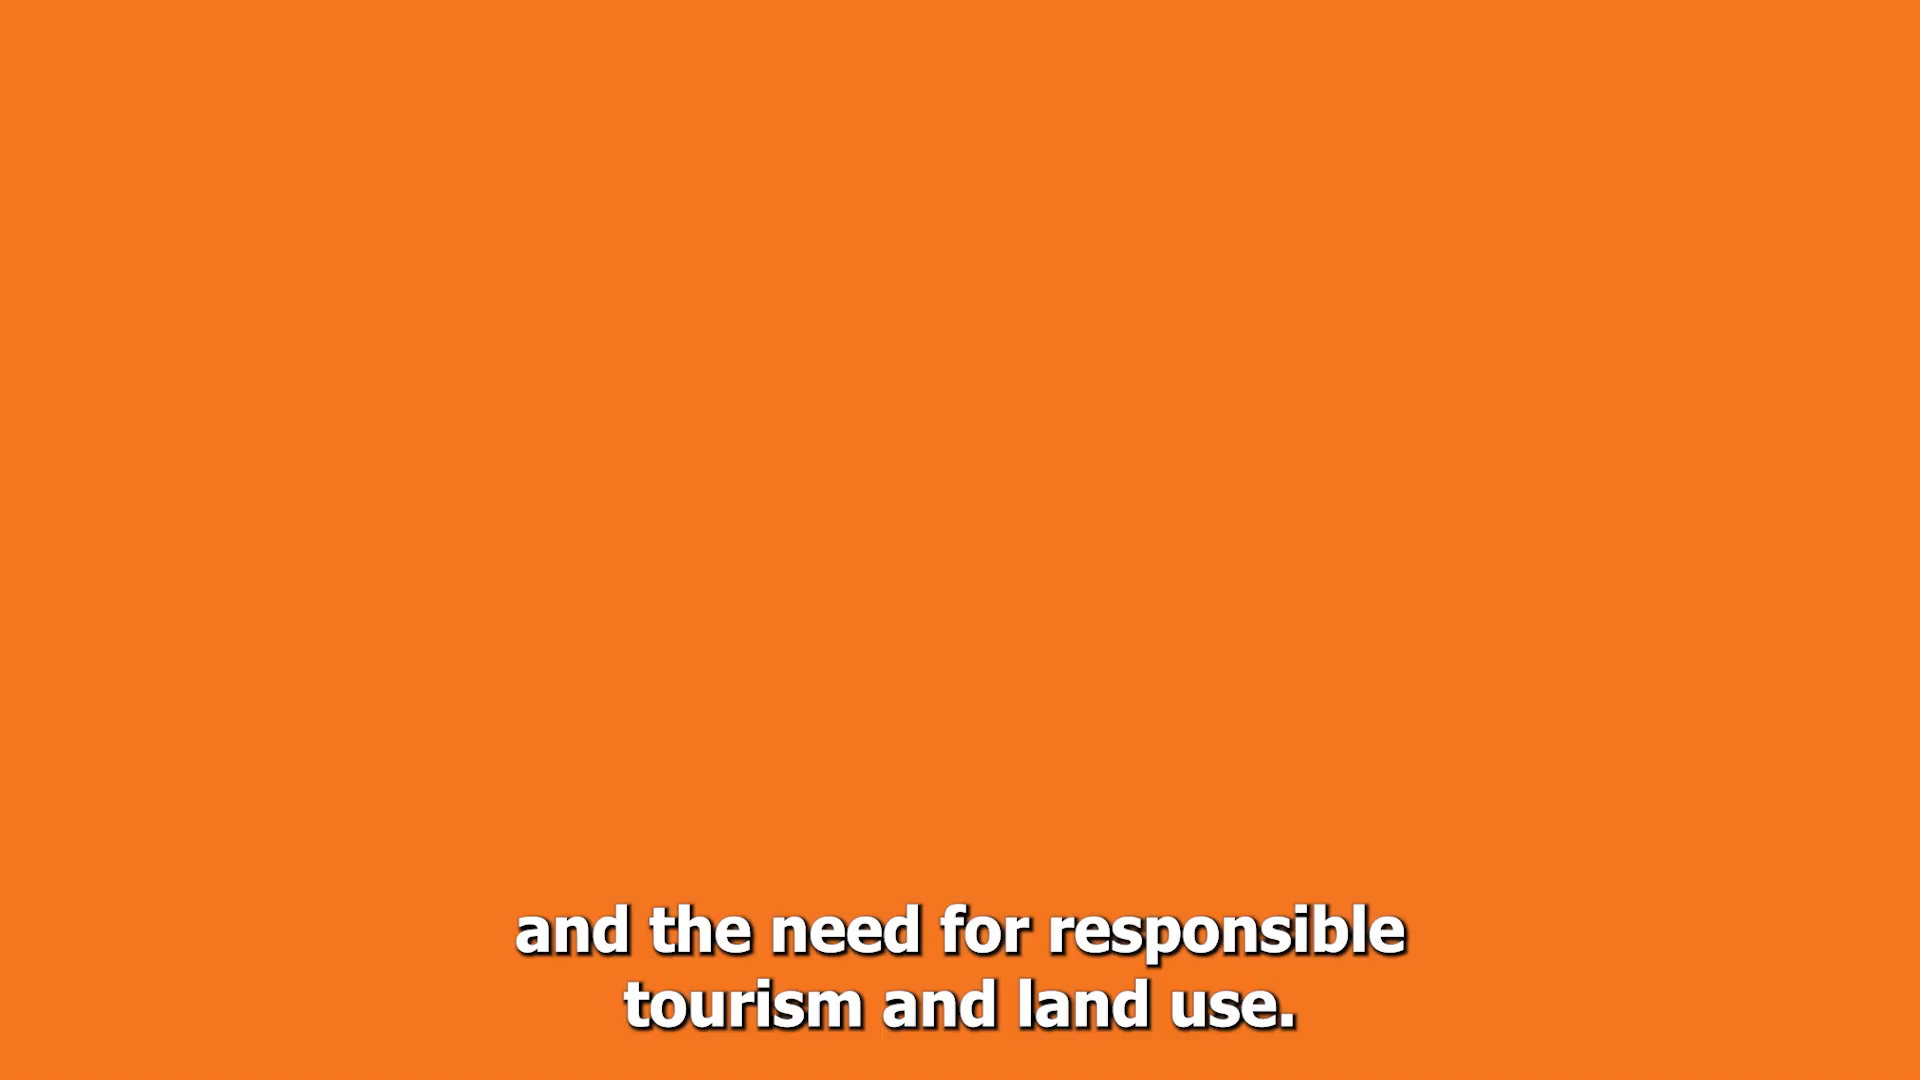 and the need for responsible
tourism and land use.